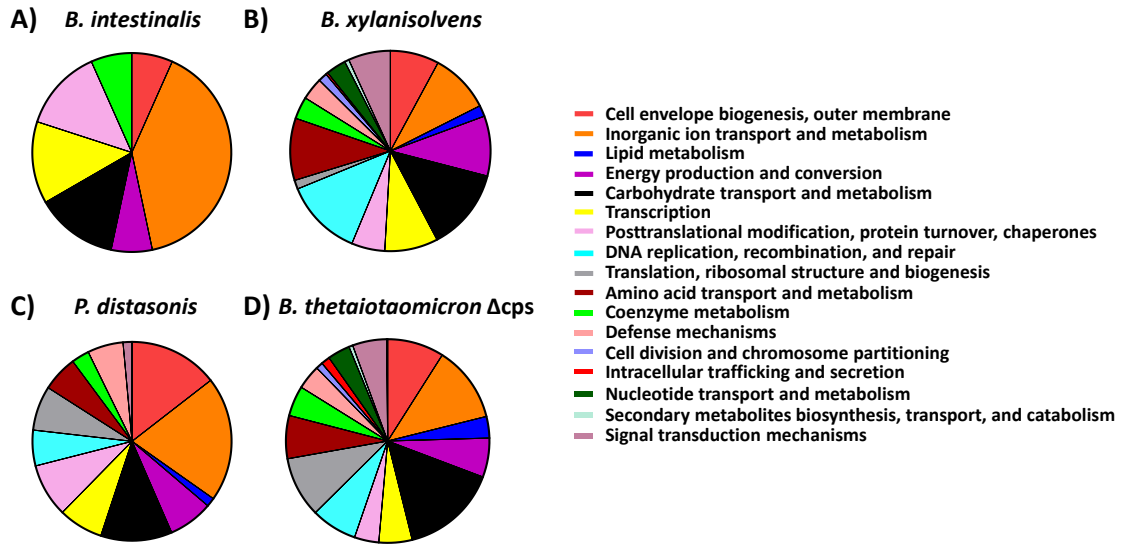 A) B. intestinalis
B) B. xylanisolvens
Cell envelope biogenesis, outer membrane
Inorganic ion transport and metabolism
Lipid metabolism
Energy production and conversion
Carbohydrate transport and metabolism
Transcription
Posttranslational modification, protein turnover, chaperones
DNA replication, recombination, and repair
Translation, ribosomal structure and biogenesis
Amino acid transport and metabolism
Coenzyme metabolism
Defense mechanisms
Cell division and chromosome partitioning
Intracellular trafficking and secretion
Nucleotide transport and metabolism
Secondary metabolites biosynthesis, transport, and catabolism
Signal transduction mechanisms
C) P. distasonis
D) B. thetaiotaomicron Δcps